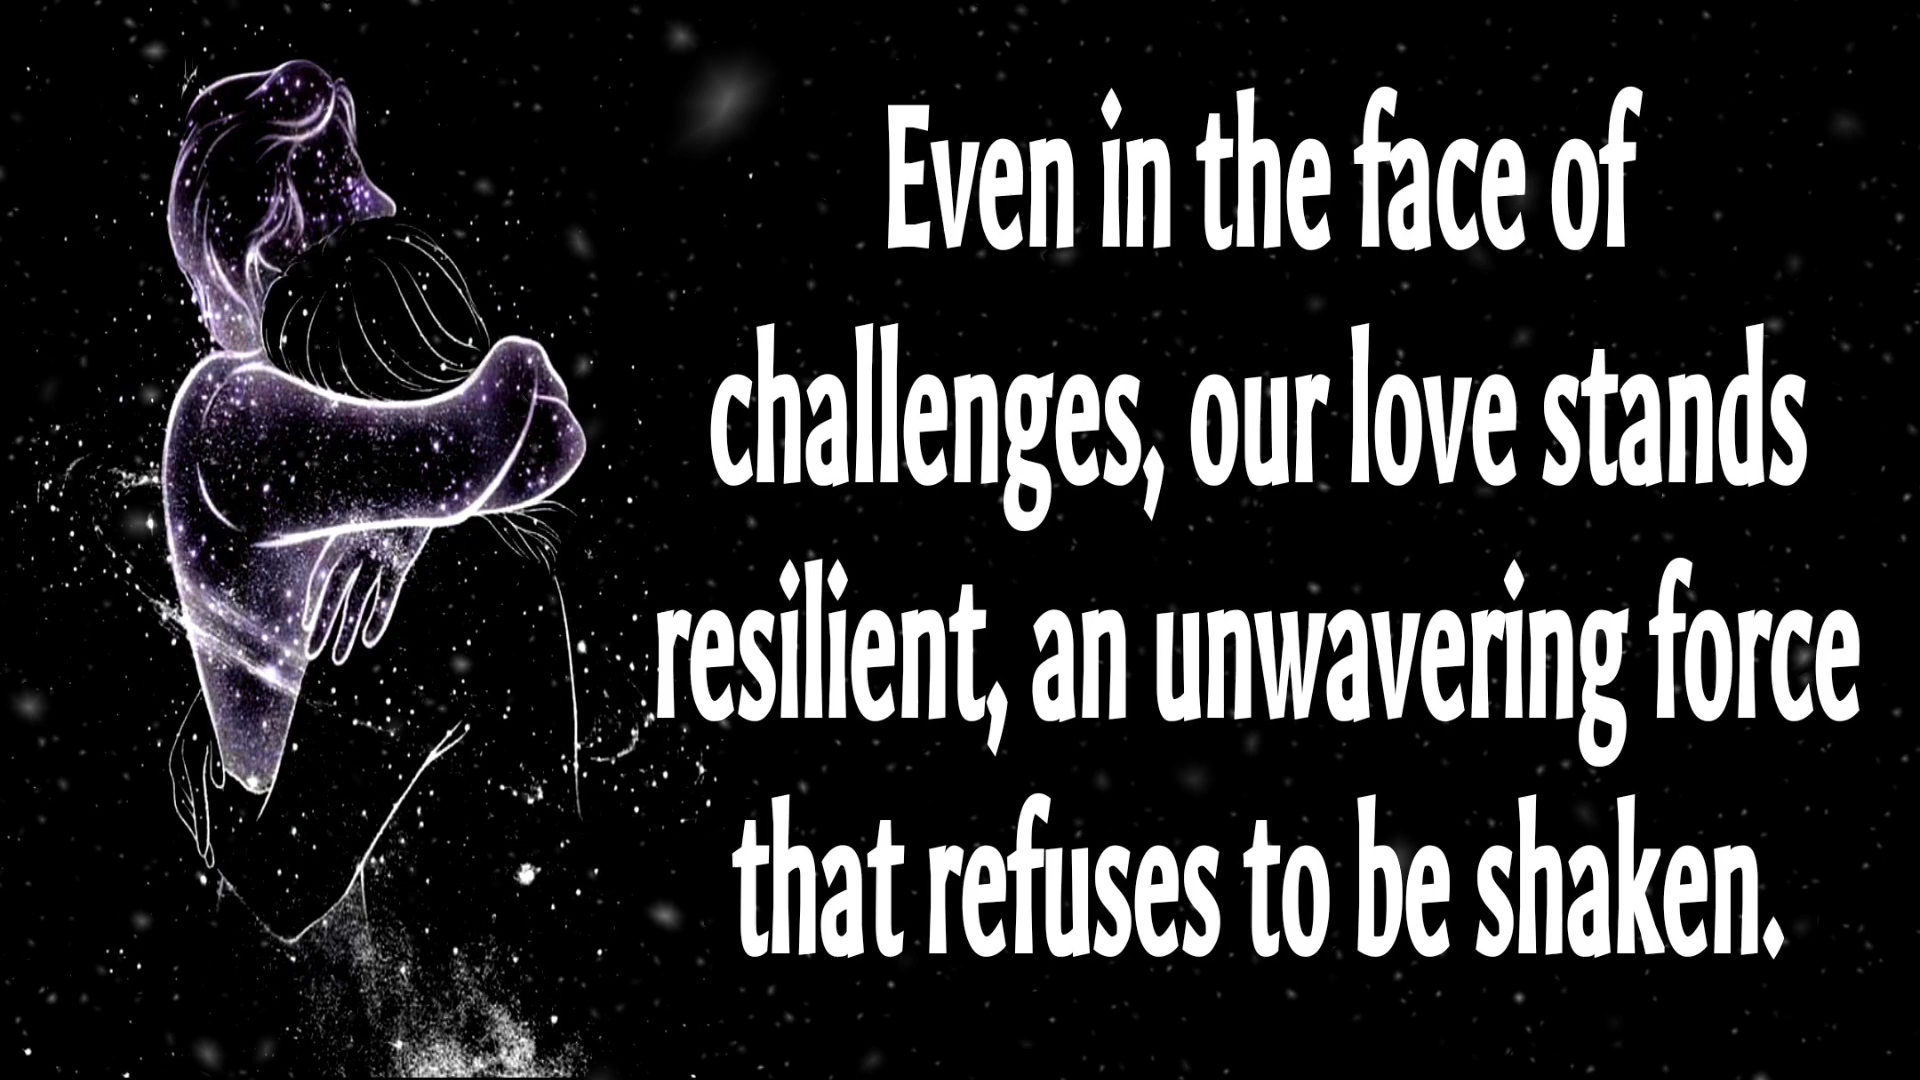 Even in the face of
challenges, our love stands
resilient, an unwavering force
that refuses to be shaken.